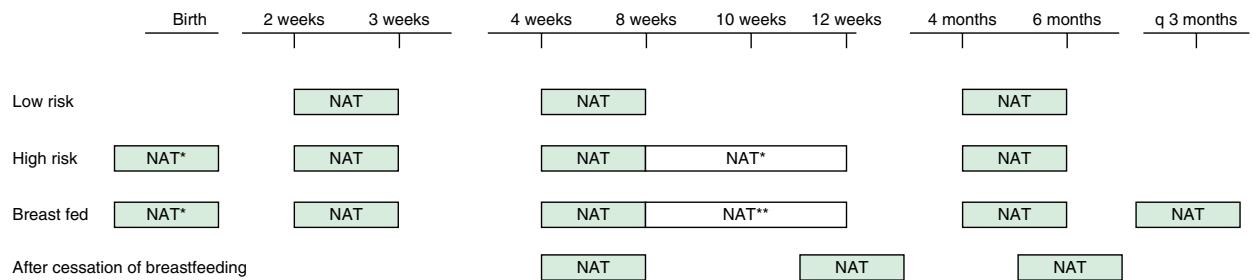 Birth 2 weeks 3 weeks 4 weeks 8 weeks 10 weeks 12 weeks 4 months 6 months q 3 months
Low risk NAT NAT NAT
High risk NAT* NAT NAT NAT* NAT
Breast fed NAT* NAT NAT NAT** NAT NAT
After cessation of breastfeeding NAT NAT NAT